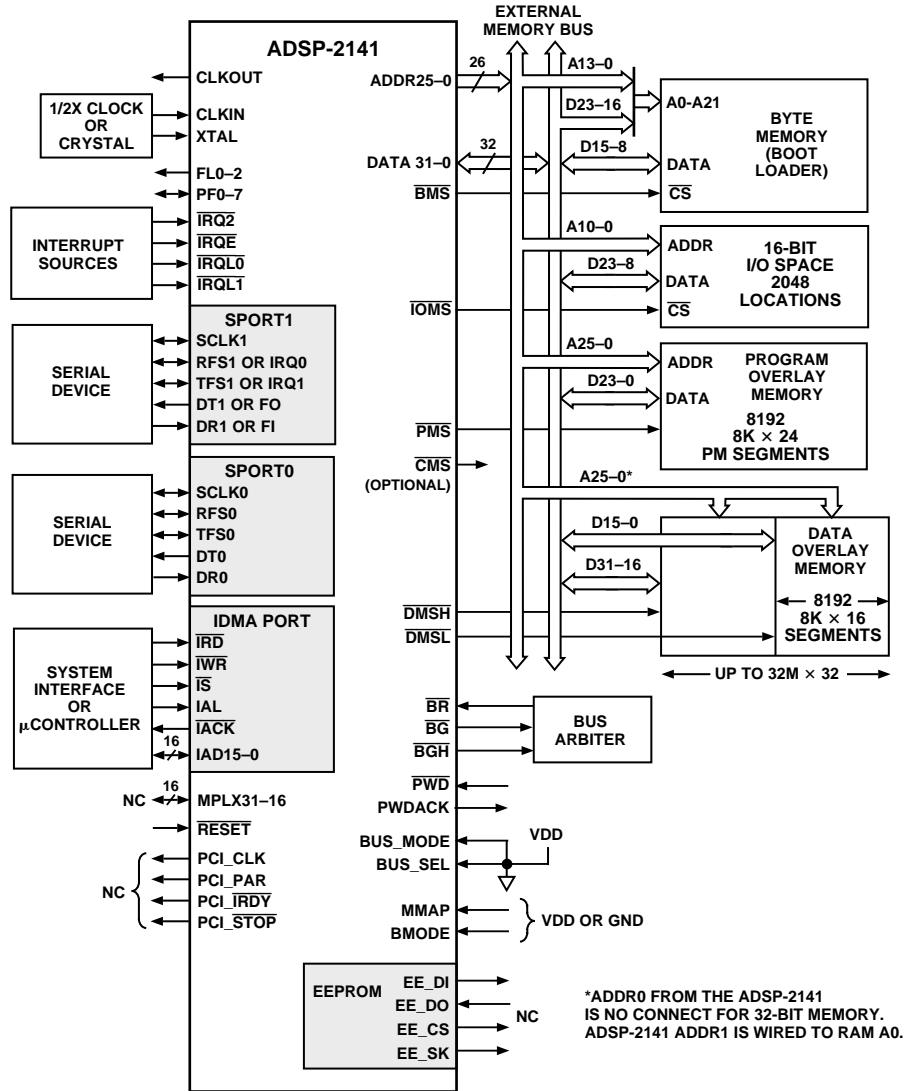 EXTERNAL
MEMORY BUS
ADSP-2141
CLKOUT
1/2X CLOCK
OR
CRYSTAL
CLKIN
XTAL
FL0–2
PF0-7
INTERRUPT
SOURCES
IRQ2
IRQE
IRQL0
IRQL1
SERIAL
DEVICE
SPORT1
SCLK1
RFS1 OR IRQ0
TFS1 OR IRQ1
DT1 OR FO
DR1 OR FI
SERIAL
DEVICE
SPORT0
SCLK0
RFS0
TFS0
DT0
DR0
SYSTEM
INTERFACE
OR
μCONTROLLER
IDMA PORT
IRD
IWR
IS
IAL
IACK
16
IAD15–0
NC
16
MPLX31–16
RESET
NC
PCI_CLK
PCI_PAR
PCI_IRDY
PCI_STOP
ADDR25–0
26
DATA 31–0
32
BMS
IOMS
PMS
CMS
(OPTIONAL)
DMSH
DMSL
BR
BG
BGH
BUS
ARBITER
PWD
PWDACK
BUS_MODE
BUS_SEL
VDD
MMAP
BMODE
VDD OR GND
EEPROM
EE_DI
EE_DO
EE_CS
EE_SK
NC
A13–0
D23–16
D15–8
A0-A21
DATA
CS
BYTE
MEMORY
(BOOT
LOADER)
A10–0
D23–8
ADDR
DATA
CS
16-BIT
I/O SPACE
2048
LOCATIONS
A25–0
D23–0
ADDR
DATA
PROGRAM
OVERLAY
MEMORY
8192
8K × 24
PM SEGMENTS
A25–0*
D15–0
D31–16
DATA
OVERLAY
MEMORY
8192
8K × 16
SEGMENTS
UP TO 32M × 32
*ADDR0 FROM THE ADSP-2141
IS NO CONNECT FOR 32-BIT MEMORY.
ADSP-2141 ADDR1 IS WIRED TO RAM A0.